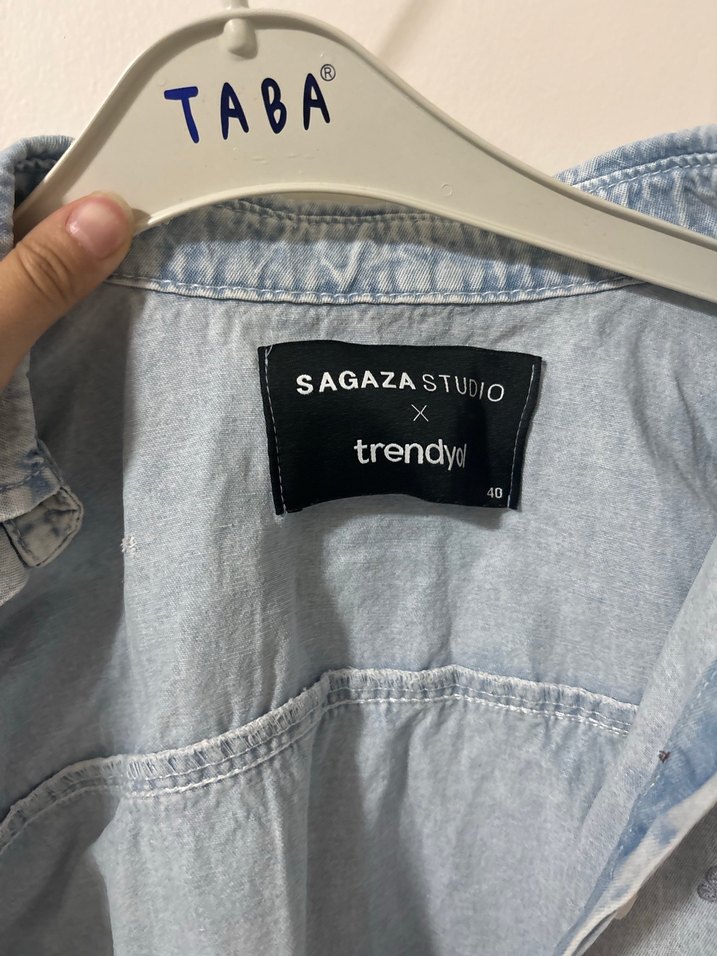 TABA®
SAGAZA STUDIO
X
trendyol
40